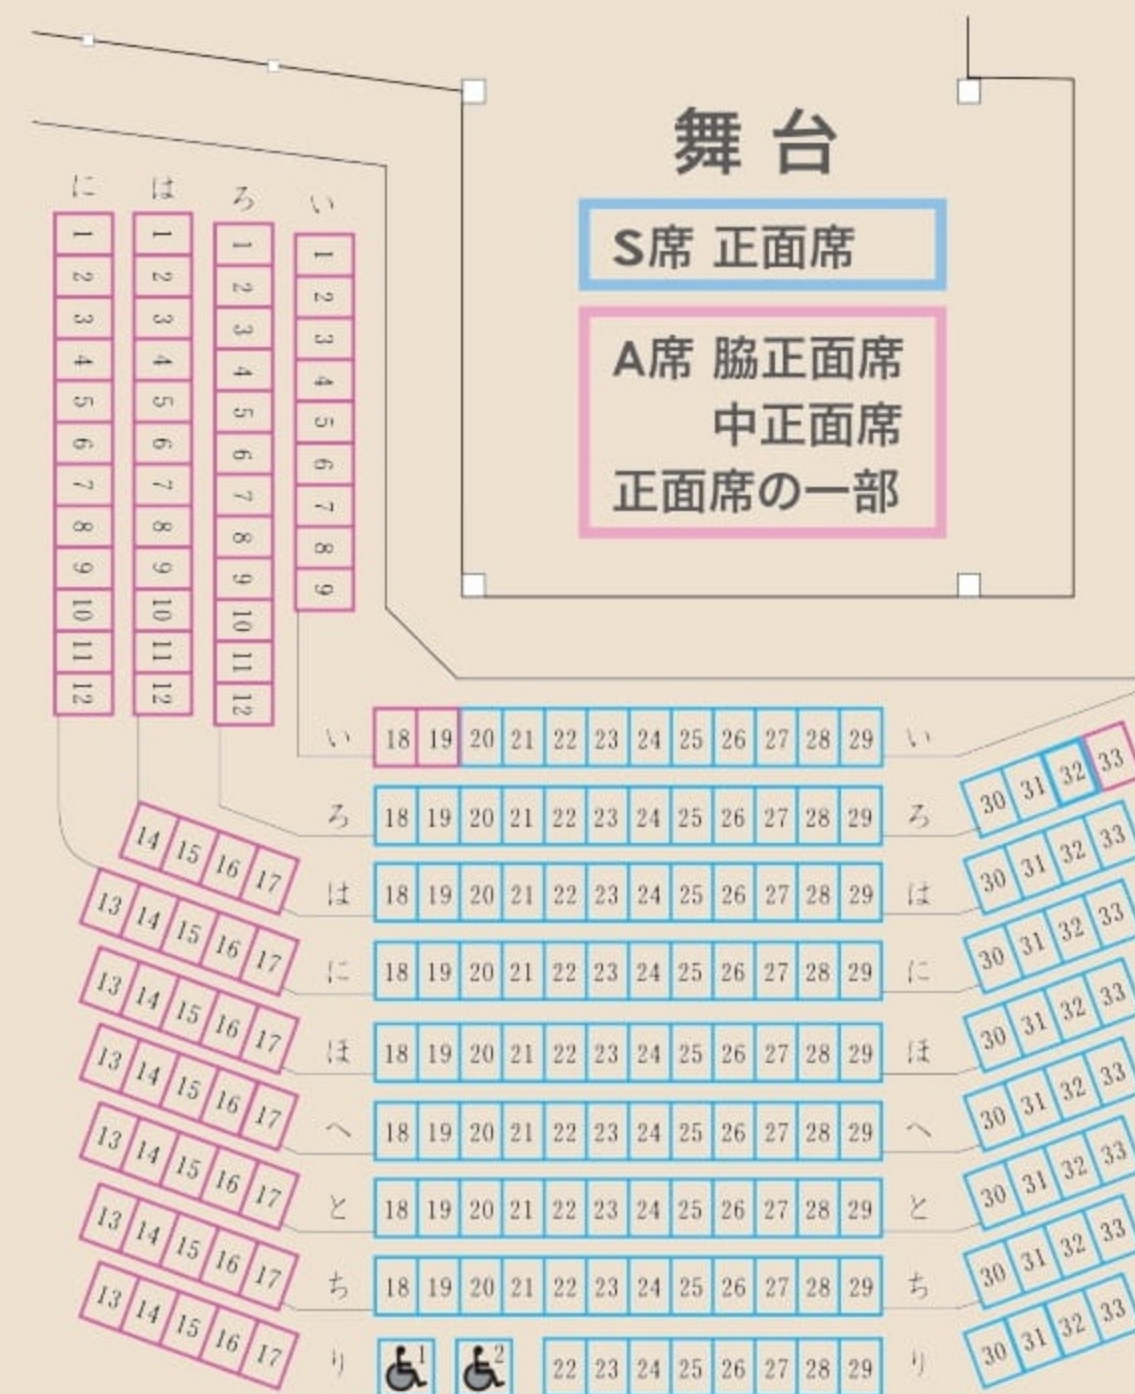 舞台
S席 正面席
A席 脇正面席
中正面席
正面席の一部
に は ろ い
1 1 1 1
2 2 2 2
3 3 3 3
4 4 4 4
5 5 5 5
6 6 6 6
7 7 7 7
8 8 8 8
9 9 9 9
10 10 10
11 11 11
12 12 12
い 18 19 20 21 22 23 24 25 26 27 28 29 い 30 31 32 33
ろ 18 19 20 21 22 23 24 25 26 27 28 29 ろ 30 31 32 33
14 15 16 17 は 18 19 20 21 22 23 24 25 26 27 28 29 は 30 31 32 33
13 14 15 16 17 に 18 19 20 21 22 23 24 25 26 27 28 29 に 30 31 32 33
13 14 15 16 17 ほ 18 19 20 21 22 23 24 25 26 27 28 29 ほ 30 31 32 33
13 14 15 16 17 へ 18 19 20 21 22 23 24 25 26 27 28 29 へ 30 31 32 33
13 14 15 16 17 と 18 19 20 21 22 23 24 25 26 27 28 29 と 30 31 32 33
13 14 15 16 17 ち 18 19 20 21 22 23 24 25 26 27 28 29 ち 30 31 32 33
13 14 15 16 17 り 1 2 22 23 24 25 26 27 28 29 り